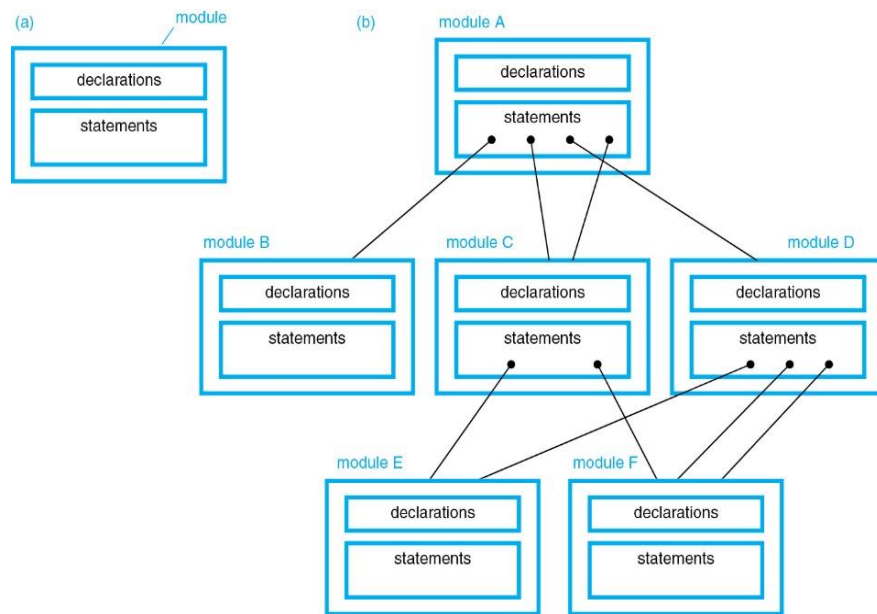 (a)
module
declarations
statements
(b)
module A
declarations
statements
module B
declarations
statements
module C
declarations
statements
module D
declarations
statements
module E
declarations
statements
module F
declarations
statements